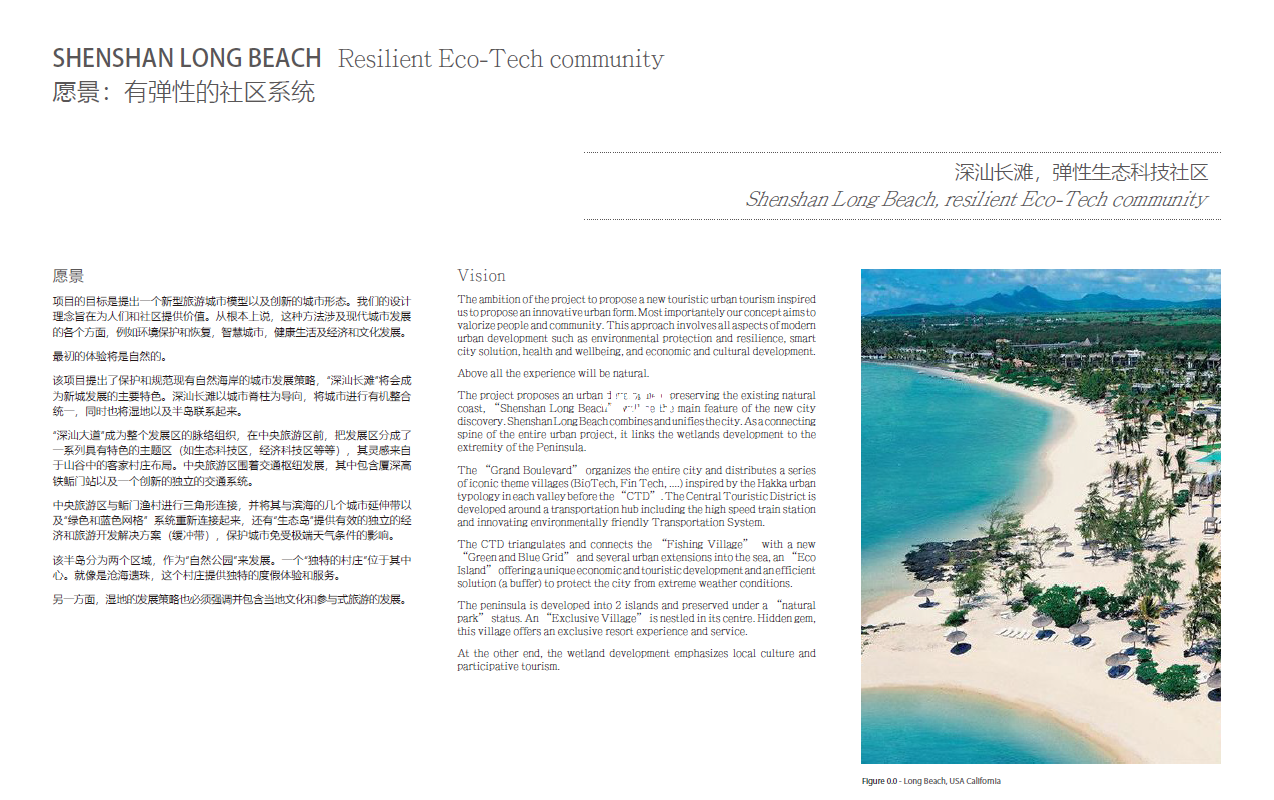 SHENSHAN LONG BEACH Resilient Eco-Tech community
愿景：有弹性的社区系统
深汕长滩，弹性生态科技社区
Shenshan Long Beach, resilient Eco-Tech community
愿景
项目的目标是提出一个新型旅游城市模型以及创新的城市形态。我们的设计
理念旨在为人们和社区提供价值。从根本上说，这种方法涉及现代城市发展
的各个方面，例如环境保护和恢复，智慧城市，健康生活及经济和文化发展。
最初的体验将是自然的。
该项目提出了保护和规范现有自然海岸的城市发展策略，“深汕长滩”将会成
为新城发展的主要特色。深汕长滩以城市脊柱为导向，将城市进行有机整合
统一，同时也将湿地以及半岛联系起来。
“深汕大道”成为整个发展区的脉络组织，在中央旅游区前，把发展区分成了
一系列具有特色的主题区（如生态科技区，经济科技区等等），其灵感来自
于山谷中的客家村庄布局。中央旅游区围着交通枢纽发展，其中包含厦深高
铁鲘门站以及一个创新的独立的交通系统。
中央旅游区与鲘门渔村进行三角形连接，并将其与滨海的几个城市延伸带以
及“绿色和蓝色网格” 系统重新连接起来，还有“生态岛”提供有效的独立的经
济和旅游开发解决方案（缓冲带），保护城市免受极端天气条件的影响。
该半岛分为两个区域，作为“自然公园”来发展。一个“独特的村庄”位于其中
心。就像是沧海遗珠，这个村庄提供独特的度假体验和服务。
另一方面，湿地的发展策略也必须强调并包含当地文化和参与式旅游的发展。
Vision
The ambition of the project to propose a new touristic urban tourism inspired
us to propose an innovative urban form. Most importantely our concept aims to
valorize people and community. This approach involves all aspects of modern
urban development such as environmental protection and resilience, smart
city solution, health and wellbeing, and economic and cultural development.
Above all the experience will be natural.
The project proposes an urban preserving the existing natural
coast, “Shenshan Long Beach” main feature of the new city
discovery. Shenshan Long Beach combines and unifies the city. As a connecting
spine of the entire urban project, it links the wetlands development to the
extremity of the Peninsula.
The “Grand Boulevard” organizes the entire city and distributes a series
of iconic theme villages (BioTech, Fin Tech, ....) inspired by the Hakka urban
typology in each valley before the “CTD”. The Central Touristic District is
developed around a transportation hub including the high speed train station
and innovating environmentally friendly Transportation System.
The CTD triangulates and connects the “Fishing Village” with a new
“Green and Blue Grid” and several urban extensions into the sea, an “Eco
Island” offering a unique economic and touristic development and an efficient
solution (a buffer) to protect the city from extreme weather conditions.
The peninsula is developed into 2 islands and preserved under a “natural
park” status. An “Exclusive Village” is nestled in its centre. Hidden gem,
this village offers an exclusive resort experience and service.
At the other end, the wetland development emphasizes local culture and
participative tourism.
Figure 0.0 - Long Beach, USA California